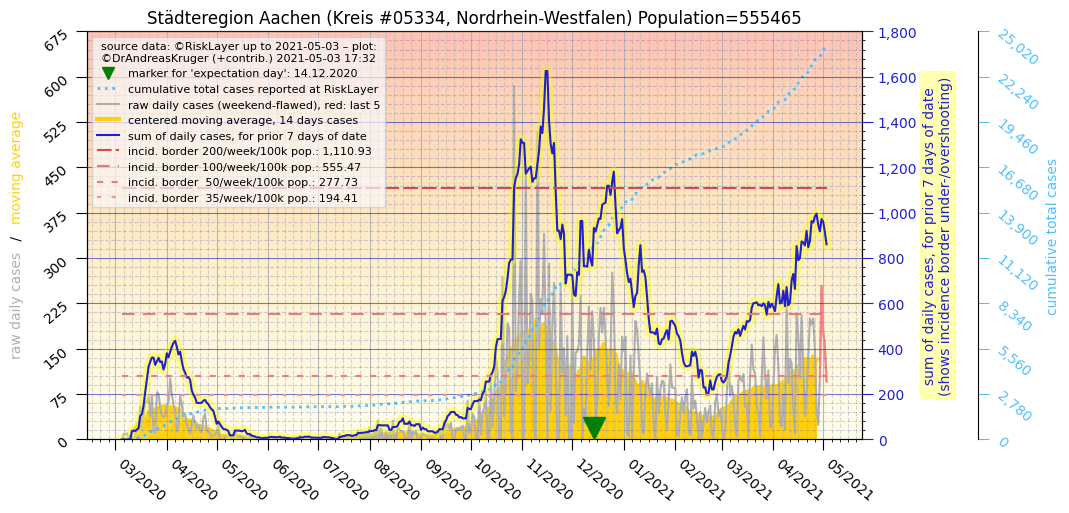 Städteregion Aachen (Kreis #05334, Nordrhein-Westfalen) Population=555465
source data: ©RiskLayer up to 2021-05-03 – plot:
©DrAndreasKruger (+contrib.) 2021-05-03 17:32
marker for 'expectation day': 14.12.2020
cumulative total cases reported at RiskLayer
raw daily cases (weekend-flawed), red: last 5
centered moving average, 14 days cases
sum of daily cases, for prior 7 days of date
incid. border 200/week/100k pop.: 1,110.93
incid. border 100/week/100k pop.: 555.47
incid. border  50/week/100k pop.: 277.73
incid. border  35/week/100k pop.: 194.41
raw daily cases  /  moving average
675
600
525
450
375
300
225
150
75
0
03/2020
04/2020
05/2020
06/2020
07/2020
08/2020
09/2020
10/2020
11/2020
12/2020
01/2021
02/2021
03/2021
04/2021
05/2021
1,800
1,600
1,400
1,200
1,000
800
600
400
200
0
sum of daily cases, for prior 7 days of date
(shows incidence border under-/overshooting)
25,020
22,240
19,460
16,680
13,900
11,120
8,340
5,560
2,780
0
cumulative total cases